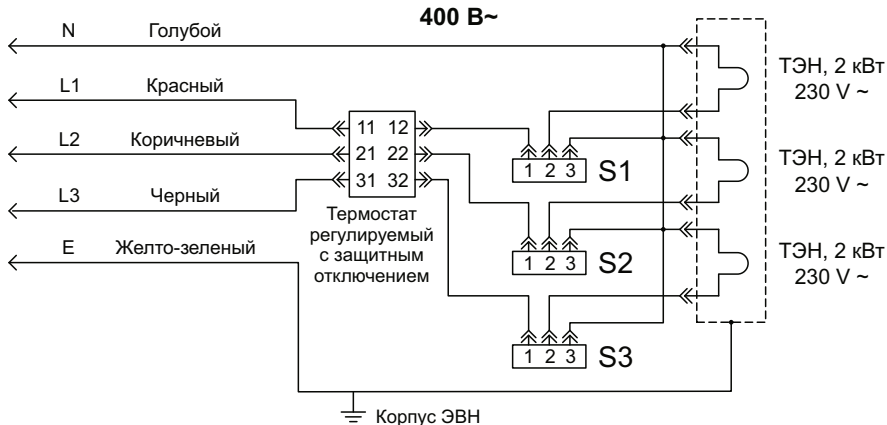 400 В~
N Голубой
L1 Красный
L2 Коричневый
L3 Черный
E Желто-зеленый
11 12
21 22
31 32
Термостат
регулируемый
с защитным
отключением
1 2 3 S1
1 2 3 S2
1 2 3 S3
ТЭН, 2 кВт
230 V ~
ТЭН, 2 кВт
230 V ~
ТЭН, 2 кВт
230 V ~
Корпус ЭВН